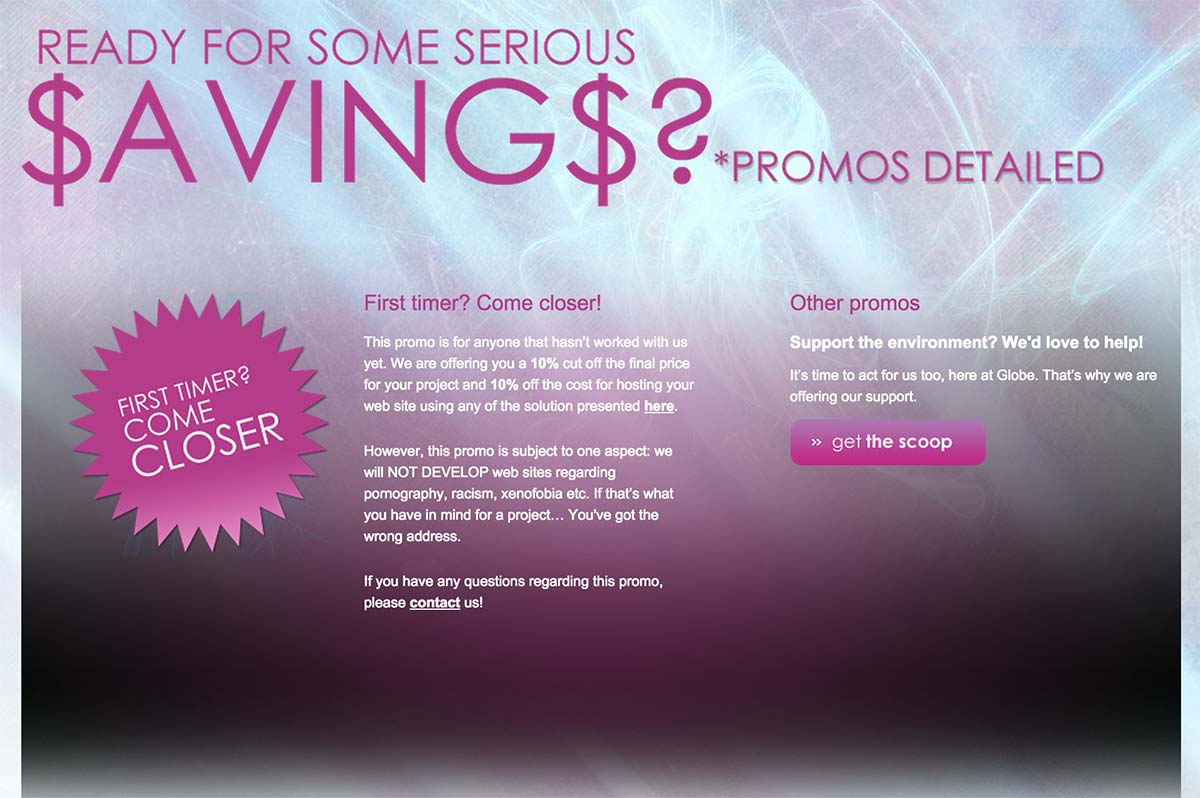 READY FOR SOME SERIOUS
$AVING$?
*PROMOS DETAILED
FIRST TIMER?
COME
CLOSER
First timer? Come closer!
This promo is for anyone that hasn’t worked with us
yet. We are offering you a 10% cut off the final price
for your project and 10% off the cost for hosting your
web site using any of the solution presented here.
However, this promo is subject to one aspect: we
will NOT DEVELOP web sites regarding
pornography, racism, xenofobia etc. If that’s what
you have in mind for a project… You've got the
wrong address.
If you have any questions regarding this promo,
please contact us!
Other promos
Support the environment? We'd love to help!
It’s time to act for us too, here at Globe. That’s why we are
offering our support.
» get the scoop